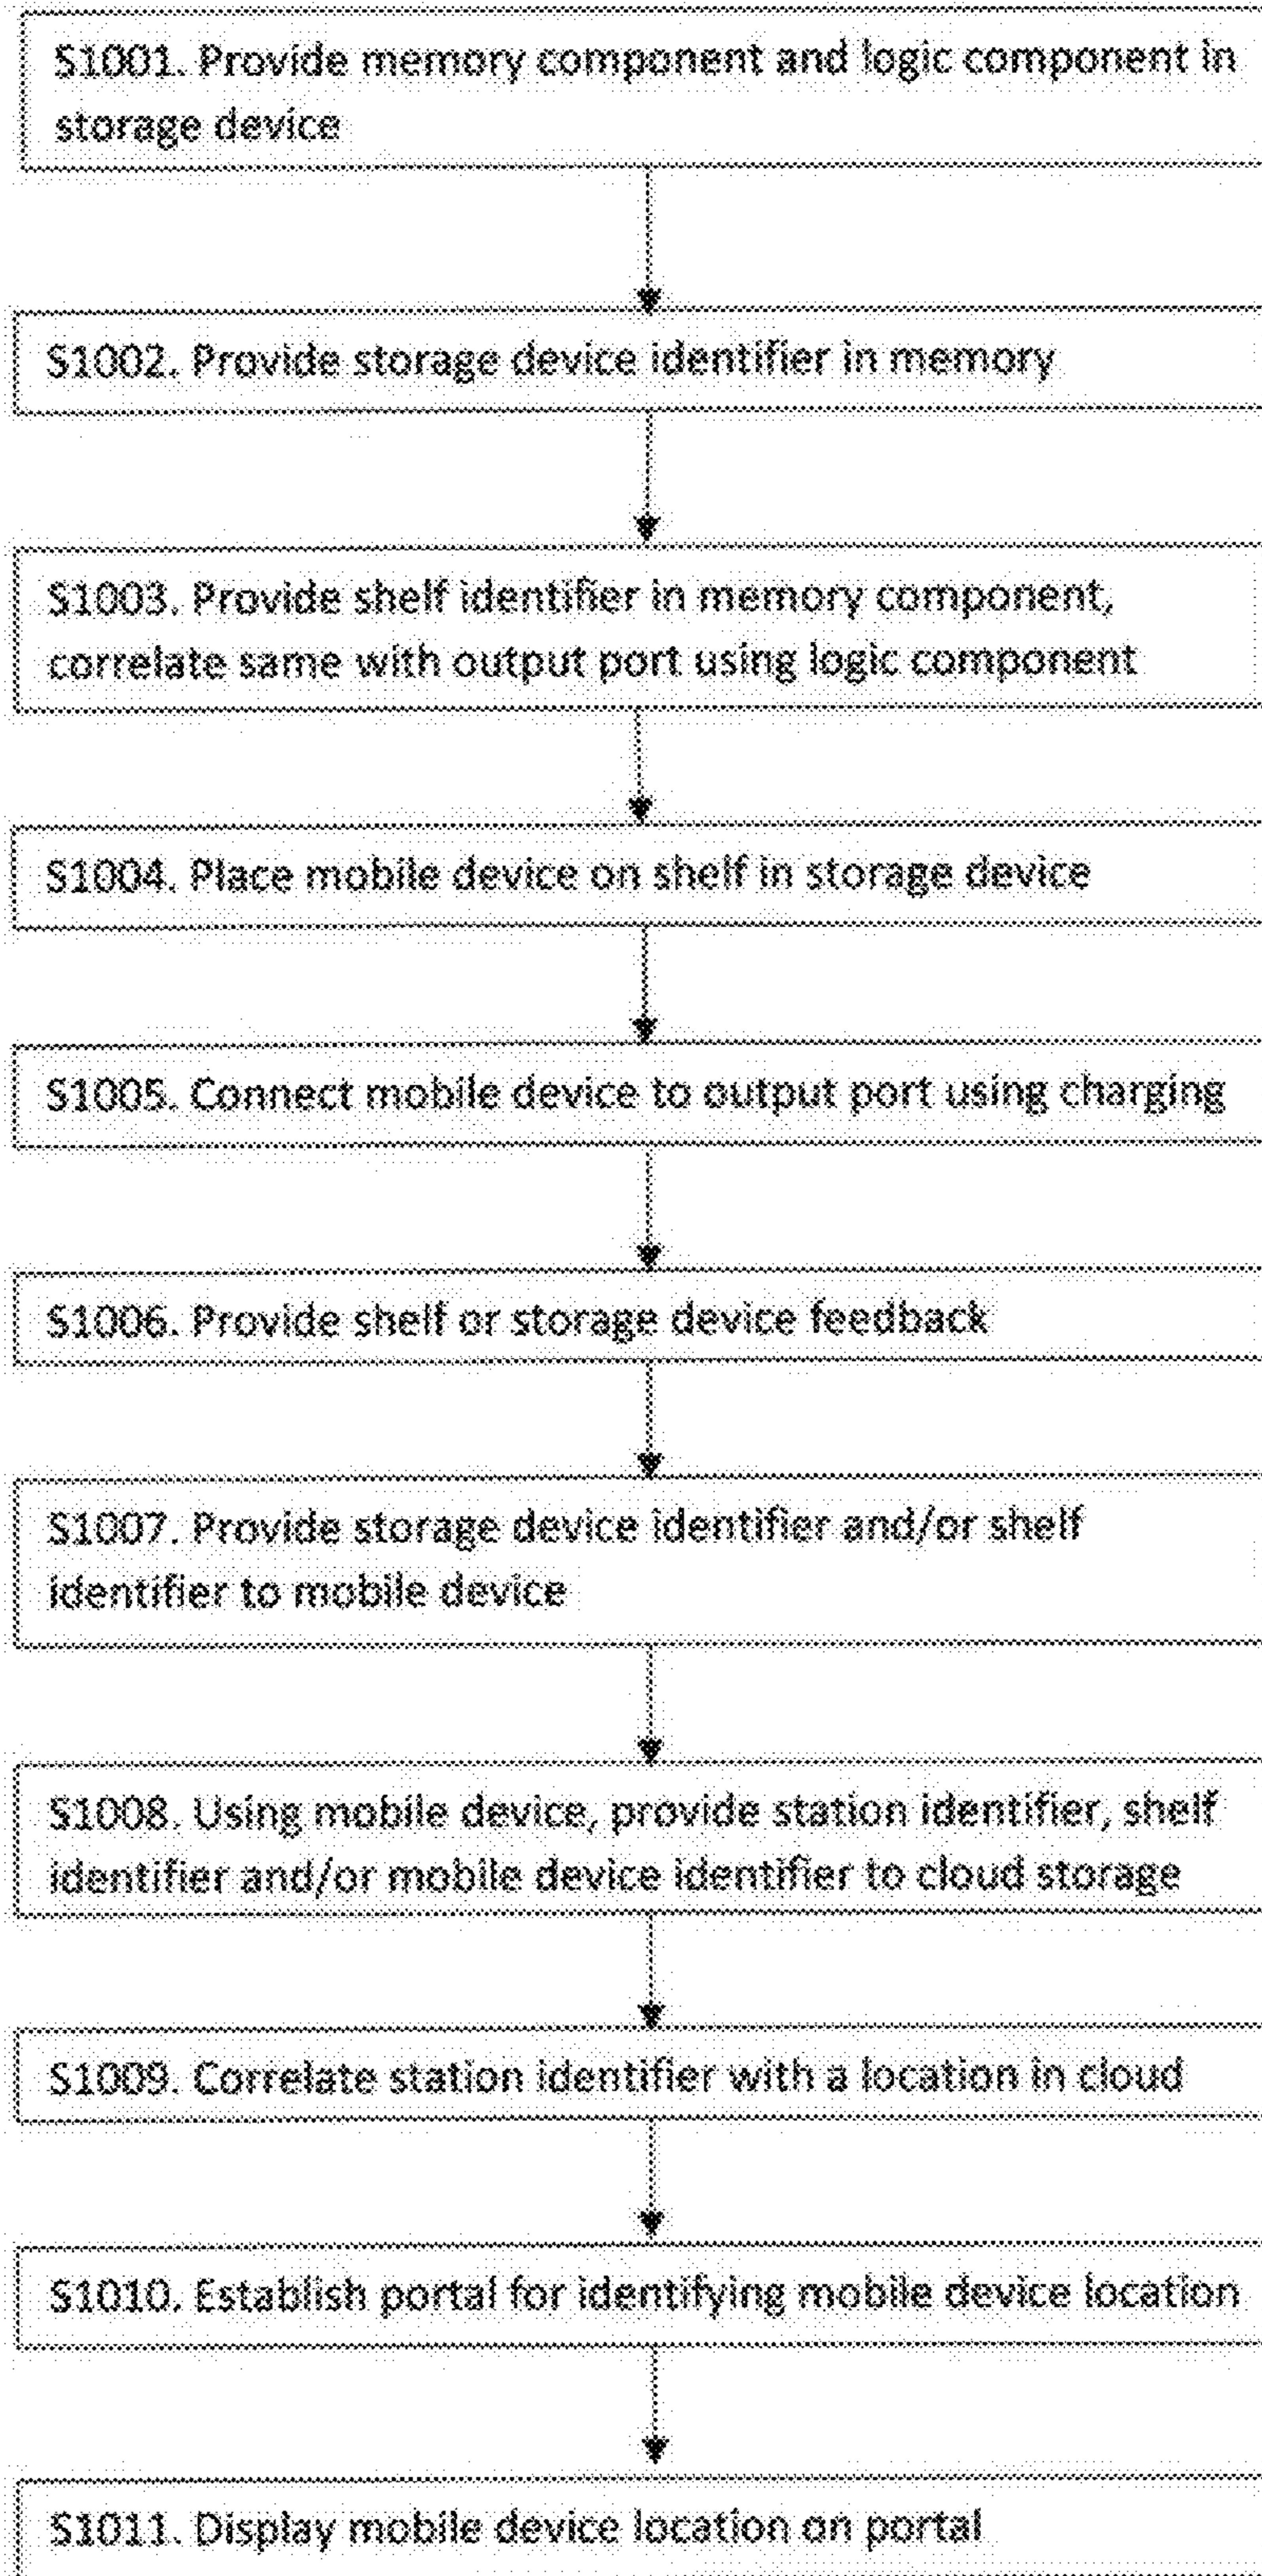 S1001. Provide memory component and logic component in
storage device
S1002. Provide storage device identifier in memory
S1003. Provide shelf identifier in memory component,
correlate same with output port using logic component
S1004. Place mobile device on shelf in storage device
S1005. Connect mobile device to output port using charging
S1006. Provide shelf or storage device feedback
S1007. Provide storage device identifier and/or shelf
identifier to mobile device
S1008. Using mobile device, provide station identifier, shelf
identifier and/or mobile device identifier to cloud storage
S1009. Correlate station identifier with a location in cloud
S1010. Establish portal for identifying mobile device location
S1011. Display mobile device location on portal